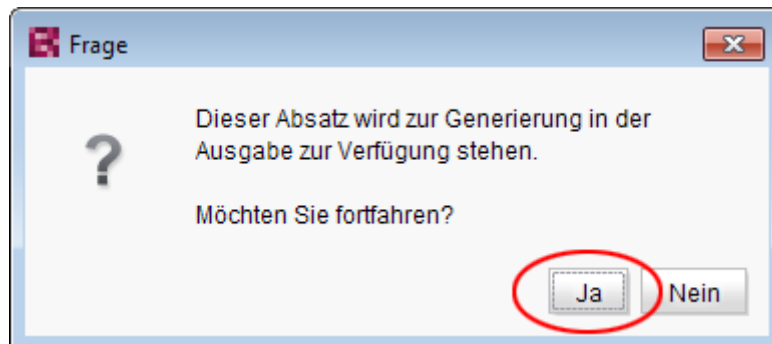 Frage
Dieser Absatz wird zur Generierung in der
Ausgabe zur Verfügung stehen.
Möchten Sie fortfahren?
Ja Nein